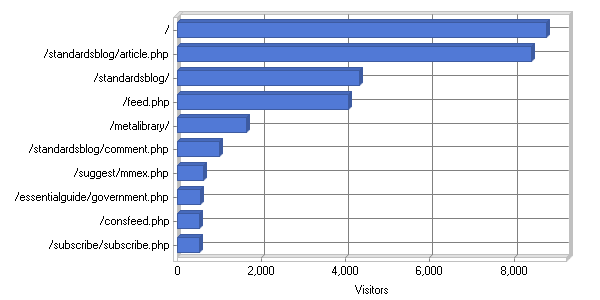 /
/standardsblog/article.php
/standardsblog/
/feed.php
/metalibrary/
/standardsblog/comment.php
/suggest/mmex.php
/essentialguide/government.php
/consfeed.php
/subscribe/subscribe.php
0 2,000 4,000 6,000 8,000
Visitors